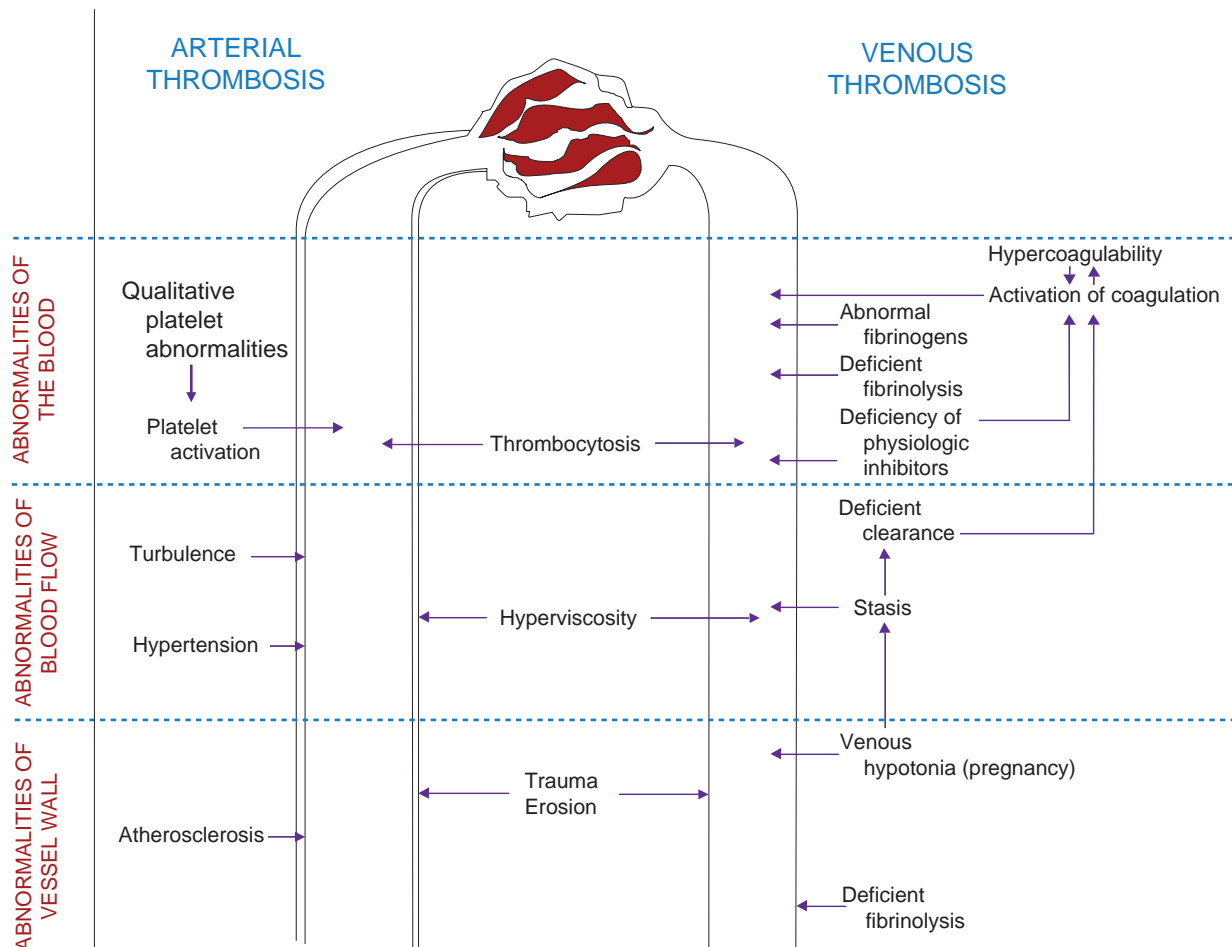 ARTERIAL
THROMBOSIS
VENOUS
THROMBOSIS
ABNORMALITIES OF
THE BLOOD
Qualitative
platelet
abnormalities
Platelet
activation
Thrombocytosis
Hypercoagulability
Activation of coagulation
Abnormal
fibrinogens
Deficient
fibrinolysis
Deficiency of
physiologic
inhibitors
ABNORMALITIES OF
BLOOD FLOW
Turbulence
Hypertension
Hyperviscosity
Deficient
clearance
Stasis
ABNORMALITIES OF
VESSEL WALL
Atherosclerosis
Trauma
Erosion
Venous
hypotonia (pregnancy)
Deficient
fibrinolysis